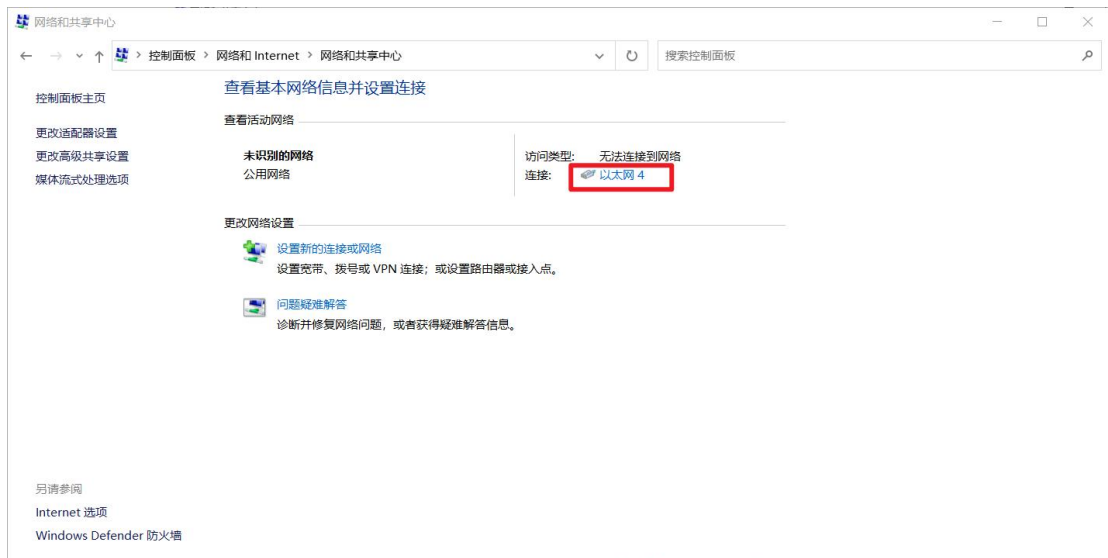 网络和共享中心
控制面板 > 网络和 Internet > 网络和共享中心
搜索控制面板
控制面板主页
更改适配器设置
更改高级共享设置
媒体流式处理选项
查看基本网络信息并设置连接
查看活动网络
未识别的网络
公用网络
访问类型: 无法连接到网络
连接: 以太网 4
更改网络设置
设置新的连接或网络
设置宽带、拨号或 VPN 连接；或设置路由器或接入点。
问题疑难解答
诊断并修复网络问题，或者获得疑难解答信息。
另请参阅
Internet 选项
Windows Defender 防火墙